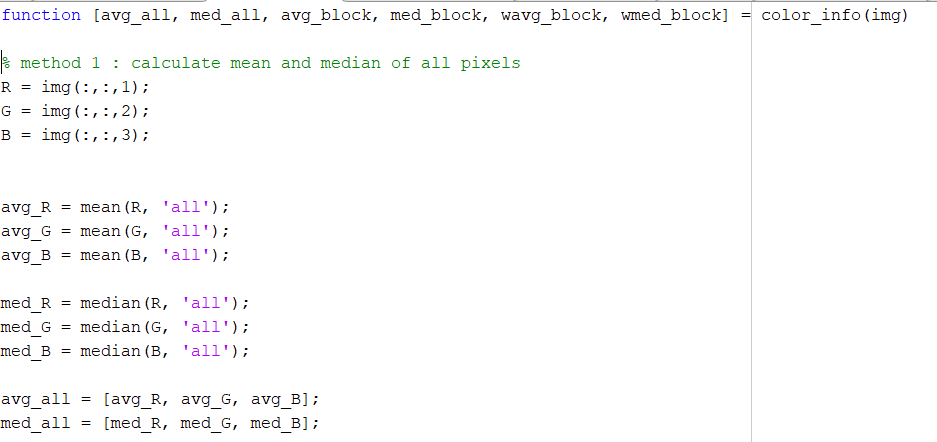 function [avg_all, med_all, avg_block, med_block, wavg_block, wmed_block] = color_info(img)
% method 1 : calculate mean and median of all pixels
R = img(:,:,1);
G = img(:,:,2);
B = img(:,:,3);
avg_R = mean(R, 'all');
avg_G = mean(G, 'all');
avg_B = mean(B, 'all');
med_R = median(R, 'all');
med_G = median(G, 'all');
med_B = median(B, 'all');
avg_all = [avg_R, avg_G, avg_B];
med_all = [med_R, med_G, med_B];